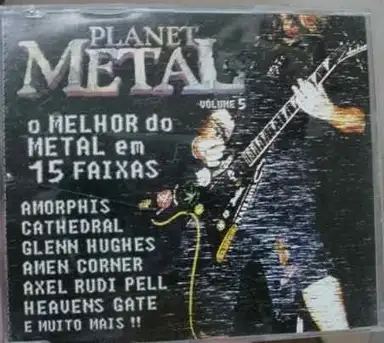 PLANET
METAL
VOLUME 5
O MELHOR do
METAL em
15 FAIXAS
AMORPHIS
CATHEDRAL
GLENN HUGHES
AMEN CORNER
AXEL RUDI PELL
HEAVENS GATE
E MUITO MAIS !!